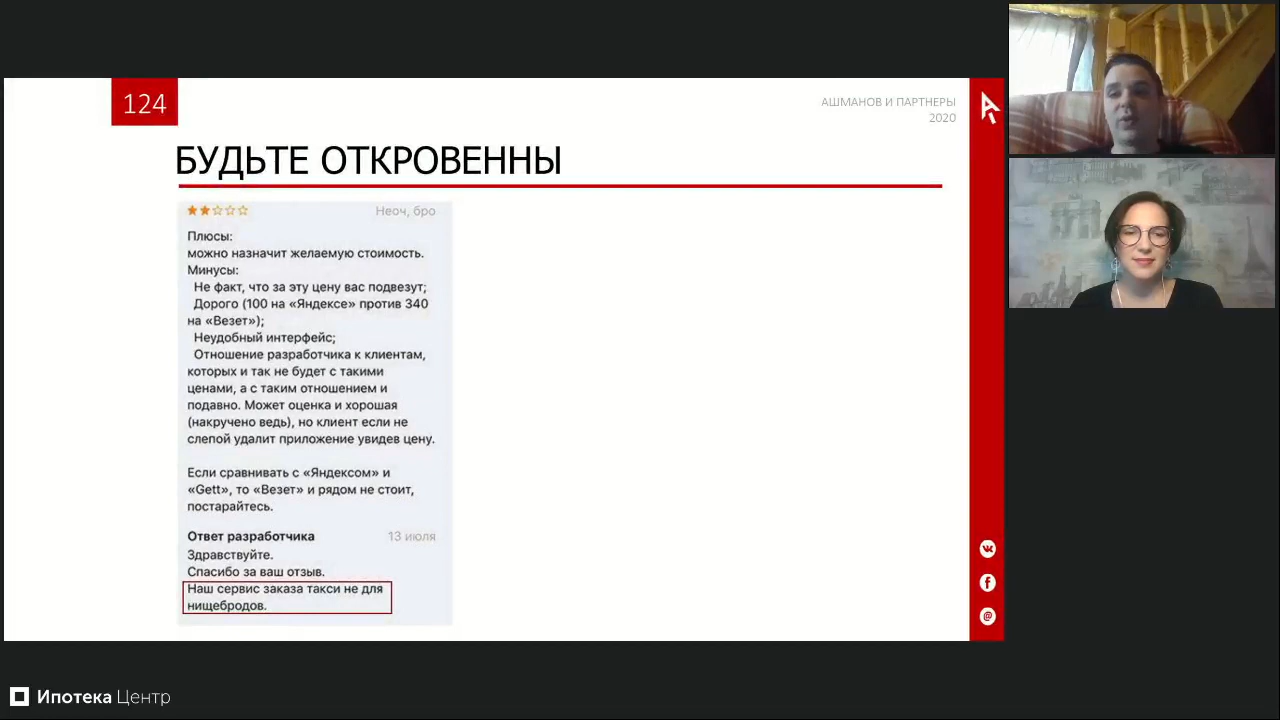 124
АШМАНОВ И ПАРТНЕРЫ
2020
БУДЬТЕ ОТКРОВЕННЫ
Неоч, бро
Плюсы:
можно назначит желаемую стоимость.
Минусы:
Не факт, что за эту цену вас подвезут;
Дорого (100 на «Яндексе» против 340
на «Везет»);
Неудобный интерфейс;
Отношение разработчика к клиентам,
которых и так не будет с такими
ценами, а с таким отношением и
подавно. Может оценка и хорошая
(накручено ведь), но клиент если не
слепой удалит приложение увидев цену.
Если сравнивать с «Яндексом» и
«Gett», то «Везет» и рядом не стоит,
постарайтесь.
Ответ разработчика 13 июля
Здравствуйте.
Спасибо за ваш отзыв.
Наш сервис заказа такси не для
нищебродов.
Ипотека Центр